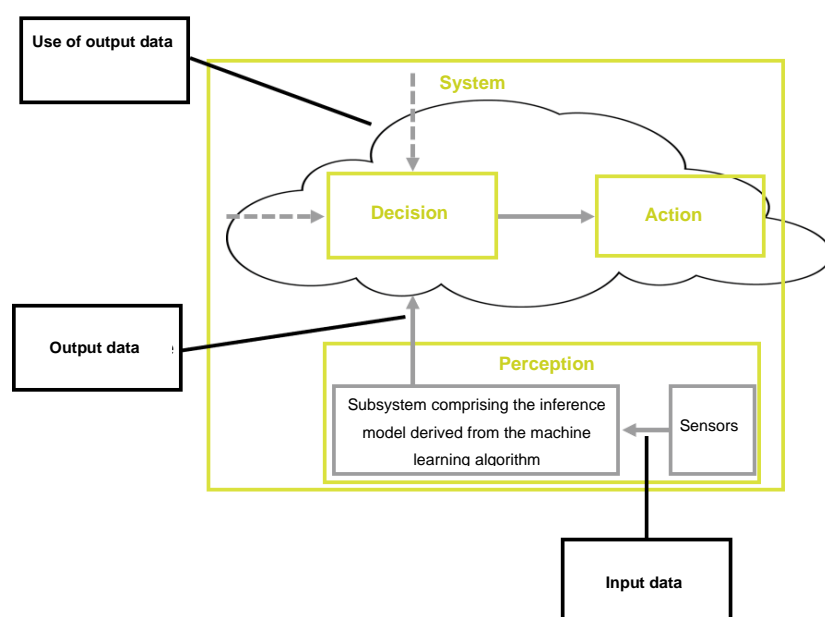 Use of output data
System
Decision
Action
Output data
Perception
Subsystem comprising the inference
model derived from the machine
learning algorithm
Sensors
Input data